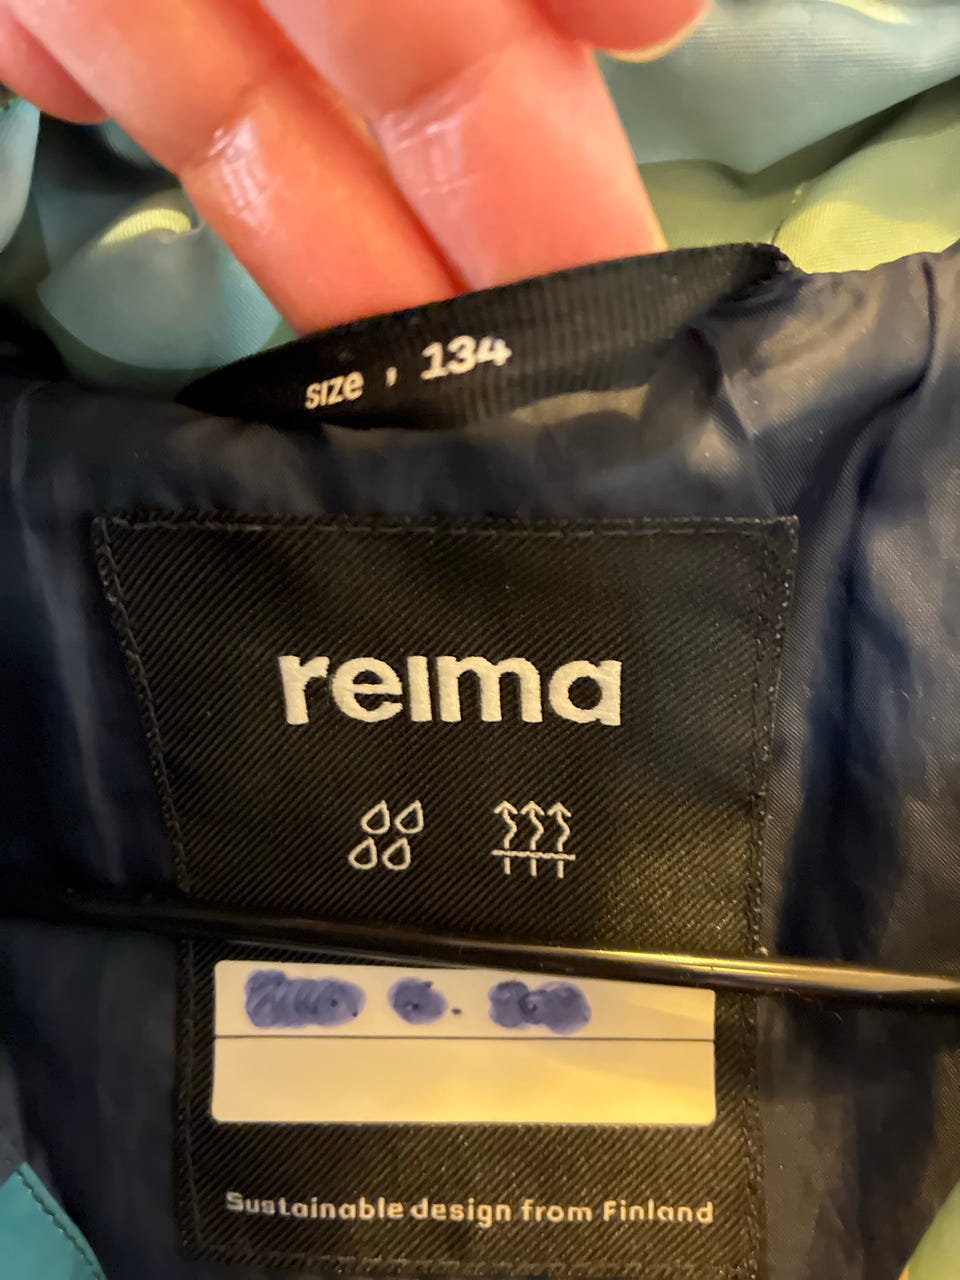 size , 134
reima
Sustainable design from Finland